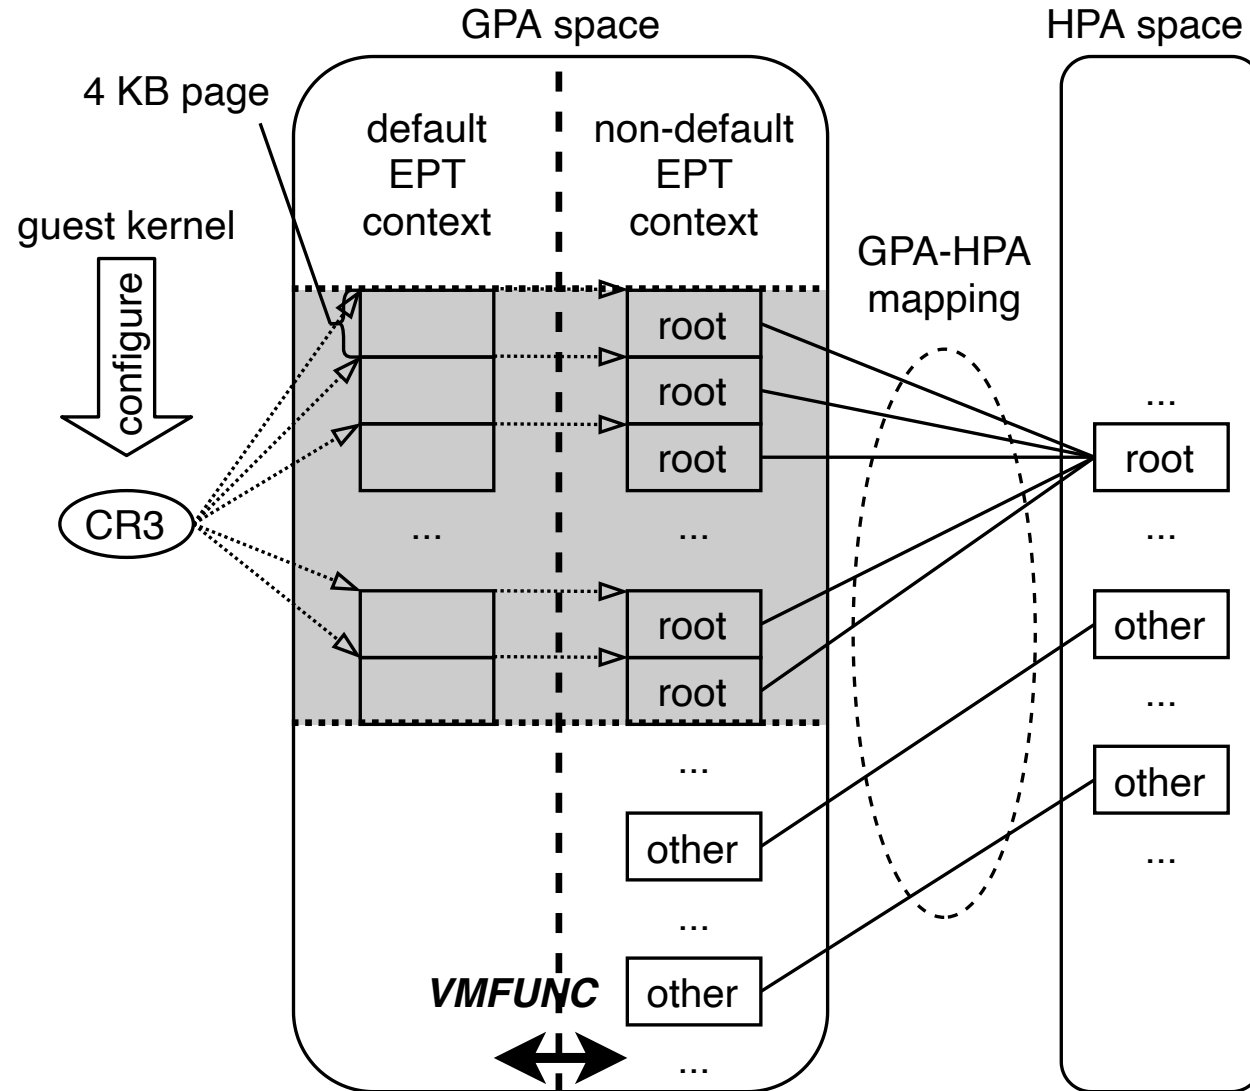 GPA space
HPA space
4 KB page
default
EPT
context
non-default
EPT
context
guest kernel
configure
GPA-HPA
mapping
root
root
...
root
root
CR3
...
...
...
root
other
root
...
...
other
other
...
...
VMFUNC
other
...